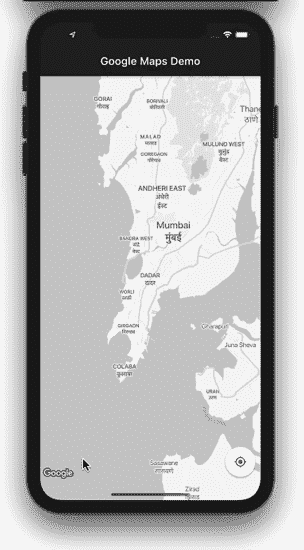 Google Maps Demo
GORAI
गोराई
BORIVALI
बोरिवली
Thane
ठाणे
MALAD
मालाड
GOREGAON
गोरेगाव
MULUND WEST
मुलुंड
वेस्ट
ANDHERI EAST
अंधेरी
ईस्ट
Mumbai
मुंबई
BANDRA WEST
DADAR
दादर
WORLI
वरळी
GIRGAON
गिरगाव
Gharapuri
Juna Sheva
COLABA
कुलाबा
URAN
उरण
Sasawane
सासवणे
Zirad
Google